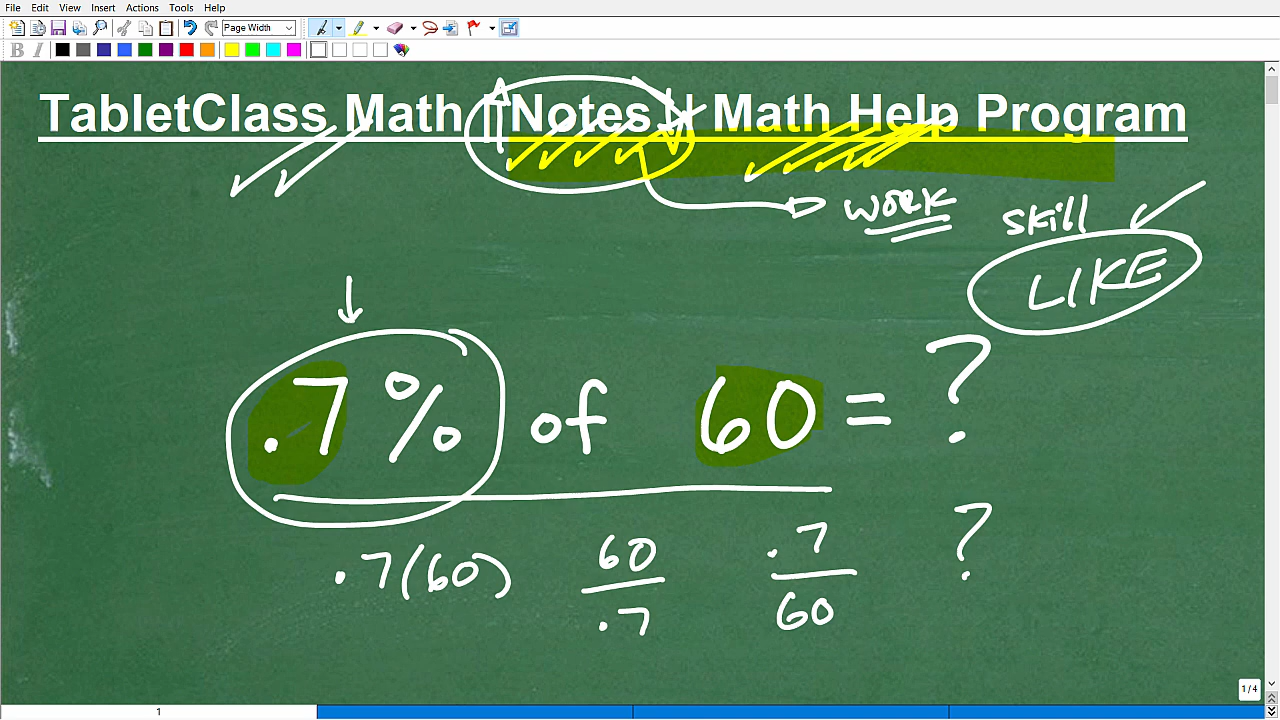 File Edit View Insert Actions Tools Help
Page Width
B I
TabletClass Math || Notes || Math Help Program
WORK
skill
LIKE
.7% of 60 = ?
.7(60) 60/.7 .7/60 ?
1/4
1